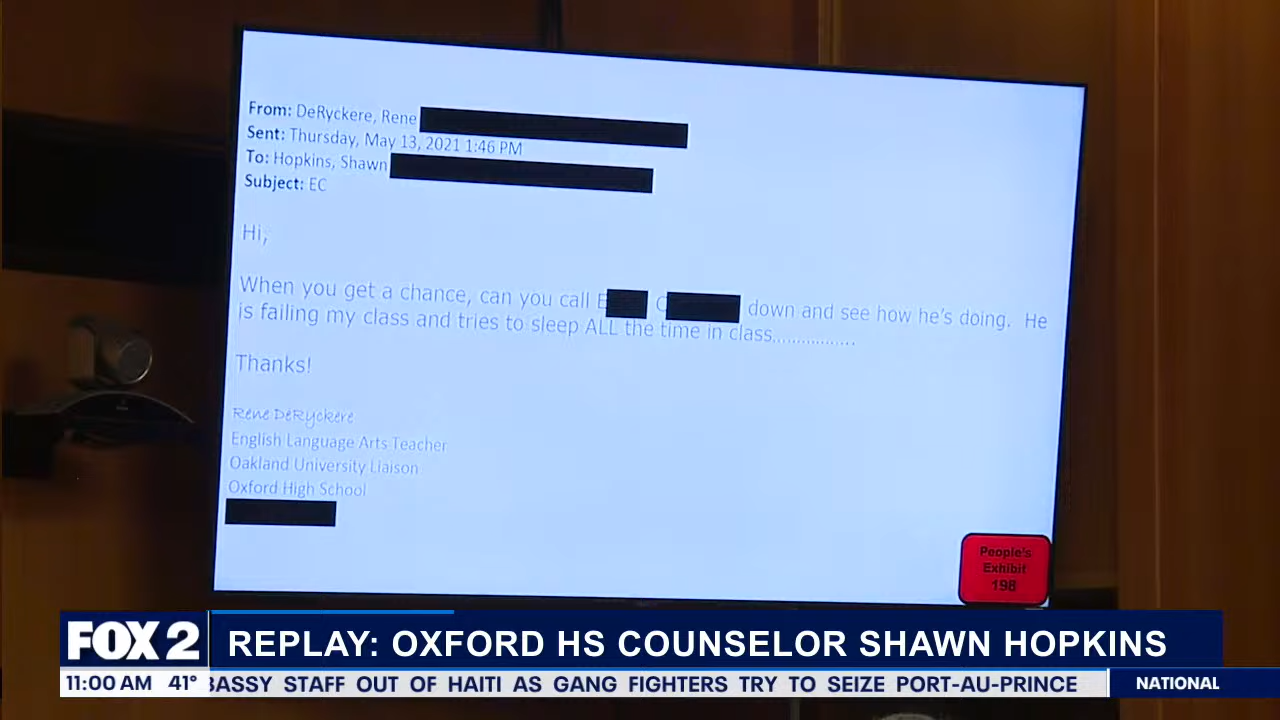 From: DeRyckere, Rene
Sent: Thursday, May 13, 2021 1:46 PM
To: Hopkins, Shawn
Subject: EC
Hi,
When you get a chance, can you call E C down and see how he's doing. He
is failing my class and tries to sleep ALL the time in class.................
Thanks!
Rene DeRyckere
English Language Arts Teacher
Oakland University Liaison
Oxford High School
People's
Exhibit
198
FOX 2 REPLAY: OXFORD HS COUNSELOR SHAWN HOPKINS
11:00 AM 41° BASSY STAFF OUT OF HAITI AS GANG FIGHTERS TRY TO SEIZE PORT-AU-PRINCE NATIONAL